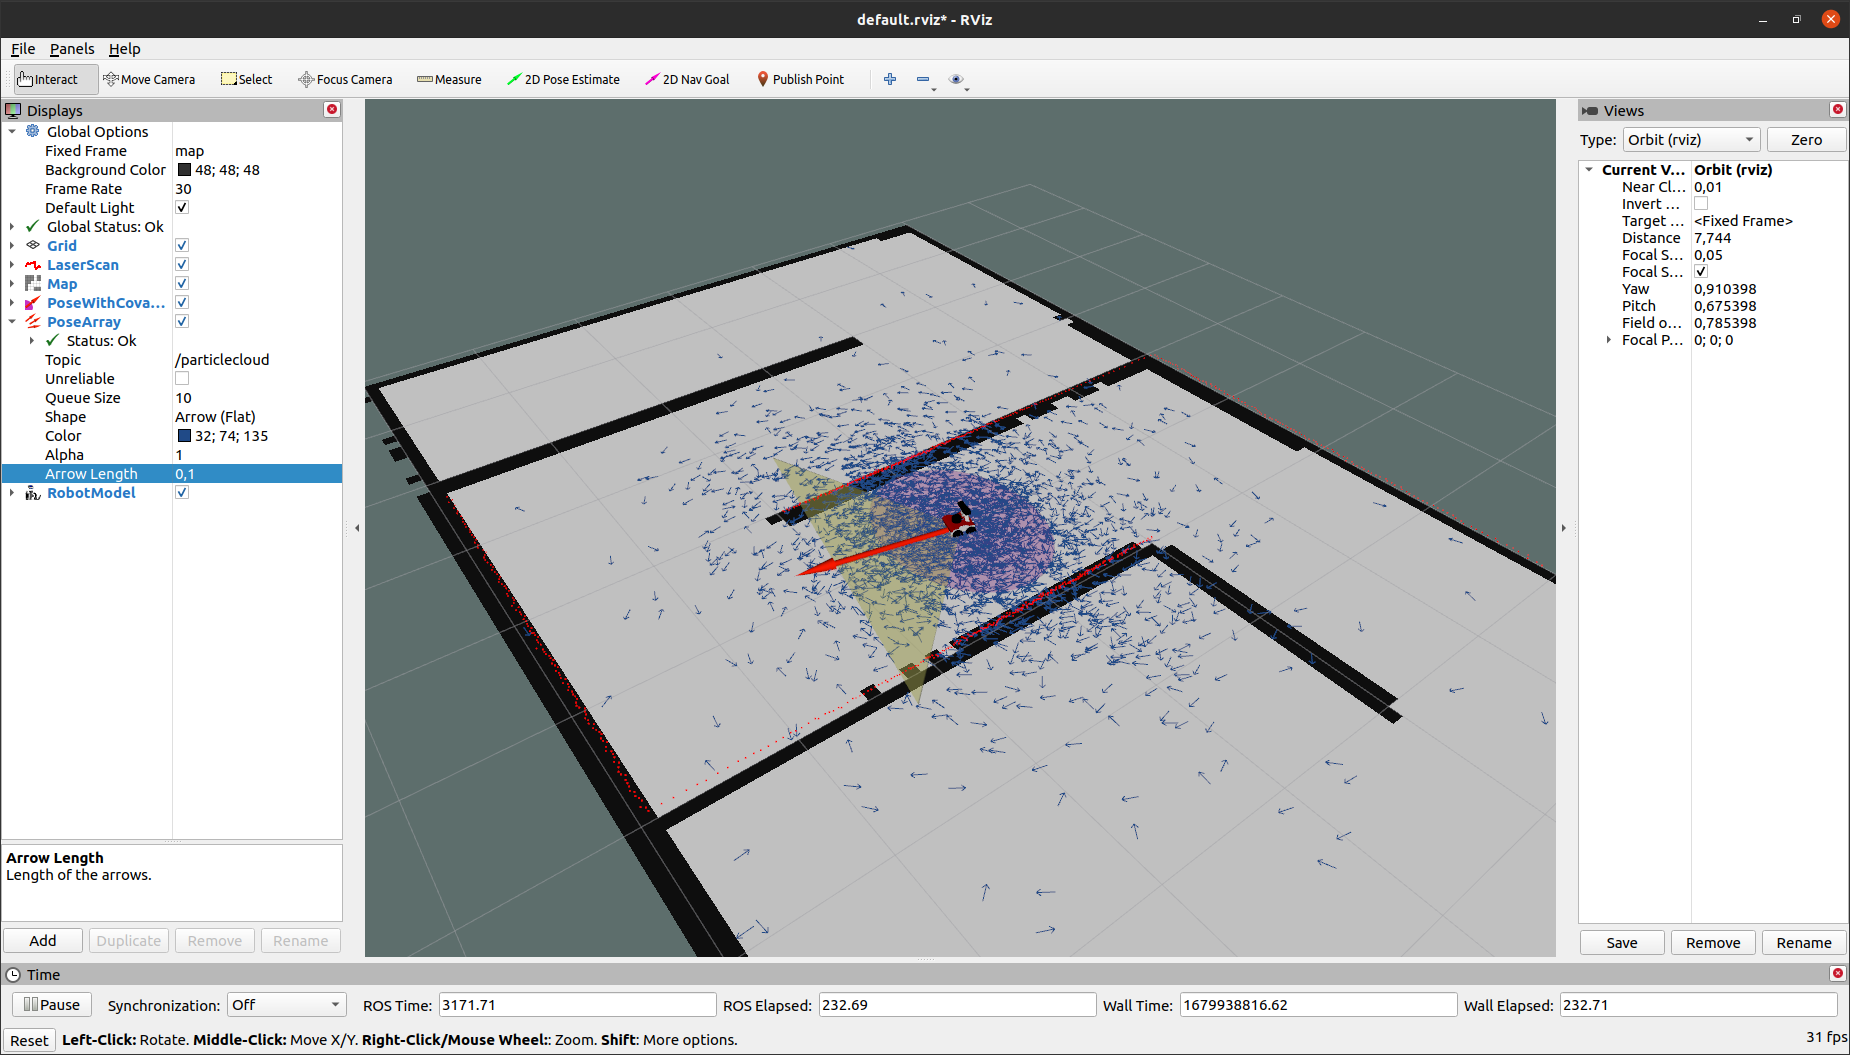 default.rviz* - RViz
File Panels Help
Interact Move Camera Select Focus Camera Measure 2D Pose Estimate 2D Nav Goal Publish Point
Displays
Global Options
Fixed Frame map
Background Color 48; 48; 48
Frame Rate 30
Default Light
Global Status: Ok
Grid
LaserScan
Map
PoseWithCova...
PoseArray
Status: Ok
Topic /particlecloud
Unreliable
Queue Size 10
Shape Arrow (Flat)
Color 32; 74; 135
Alpha 1
Arrow Length 0,1
RobotModel
Arrow Length
Length of the arrows.
Add Duplicate Remove Rename
Views
Type: Orbit (rviz) Zero
Current V... Orbit (rviz)
Near Cl... 0,01
Invert ...
Target ... <Fixed Frame>
Distance 7,744
Focal S... 0,05
Focal S...
Yaw 0,910398
Pitch 0,675398
Field o... 0,785398
Focal P... 0; 0; 0
Save Remove Rename
Time
Pause Synchronization: Off ROS Time: 3171.71 ROS Elapsed: 232.69 Wall Time: 1679938816.62 Wall Elapsed: 232.71
Reset Left-Click: Rotate. Middle-Click: Move X/Y. Right-Click/Mouse Wheel:: Zoom. Shift: More options. 31 fps